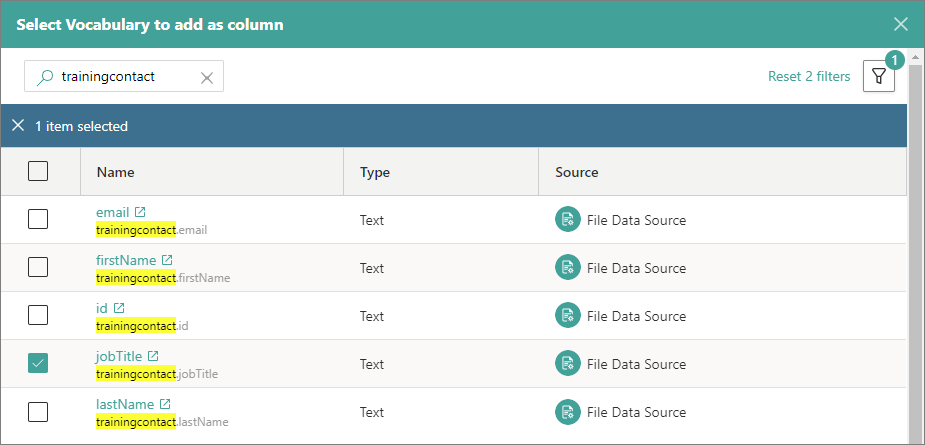 Select Vocabulary to add as column
trainingcontact
Reset 2 filters
1
1 item selected
Name Type Source
email Text File Data Source
trainingcontact.email
firstName Text File Data Source
trainingcontact.firstName
id Text File Data Source
trainingcontact.id
jobTitle Text File Data Source
trainingcontact.jobTitle
lastName Text File Data Source
trainingcontact.lastName